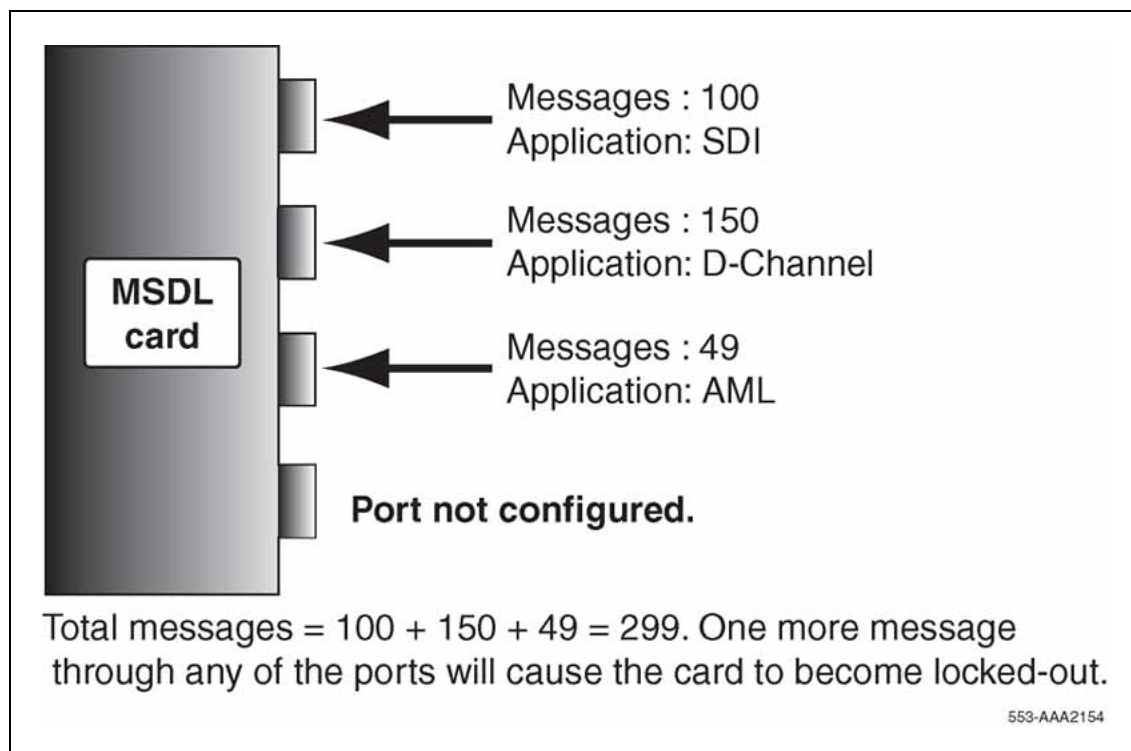 Messages : 100
Application: SDI
Messages : 150
Application: D-Channel
MSDL
card
Messages : 49
Application: AML
Port not configured.
Total messages = 100 + 150 + 49 = 299. One more message
through any of the ports will cause the card to become locked-out.
553-AAA2154